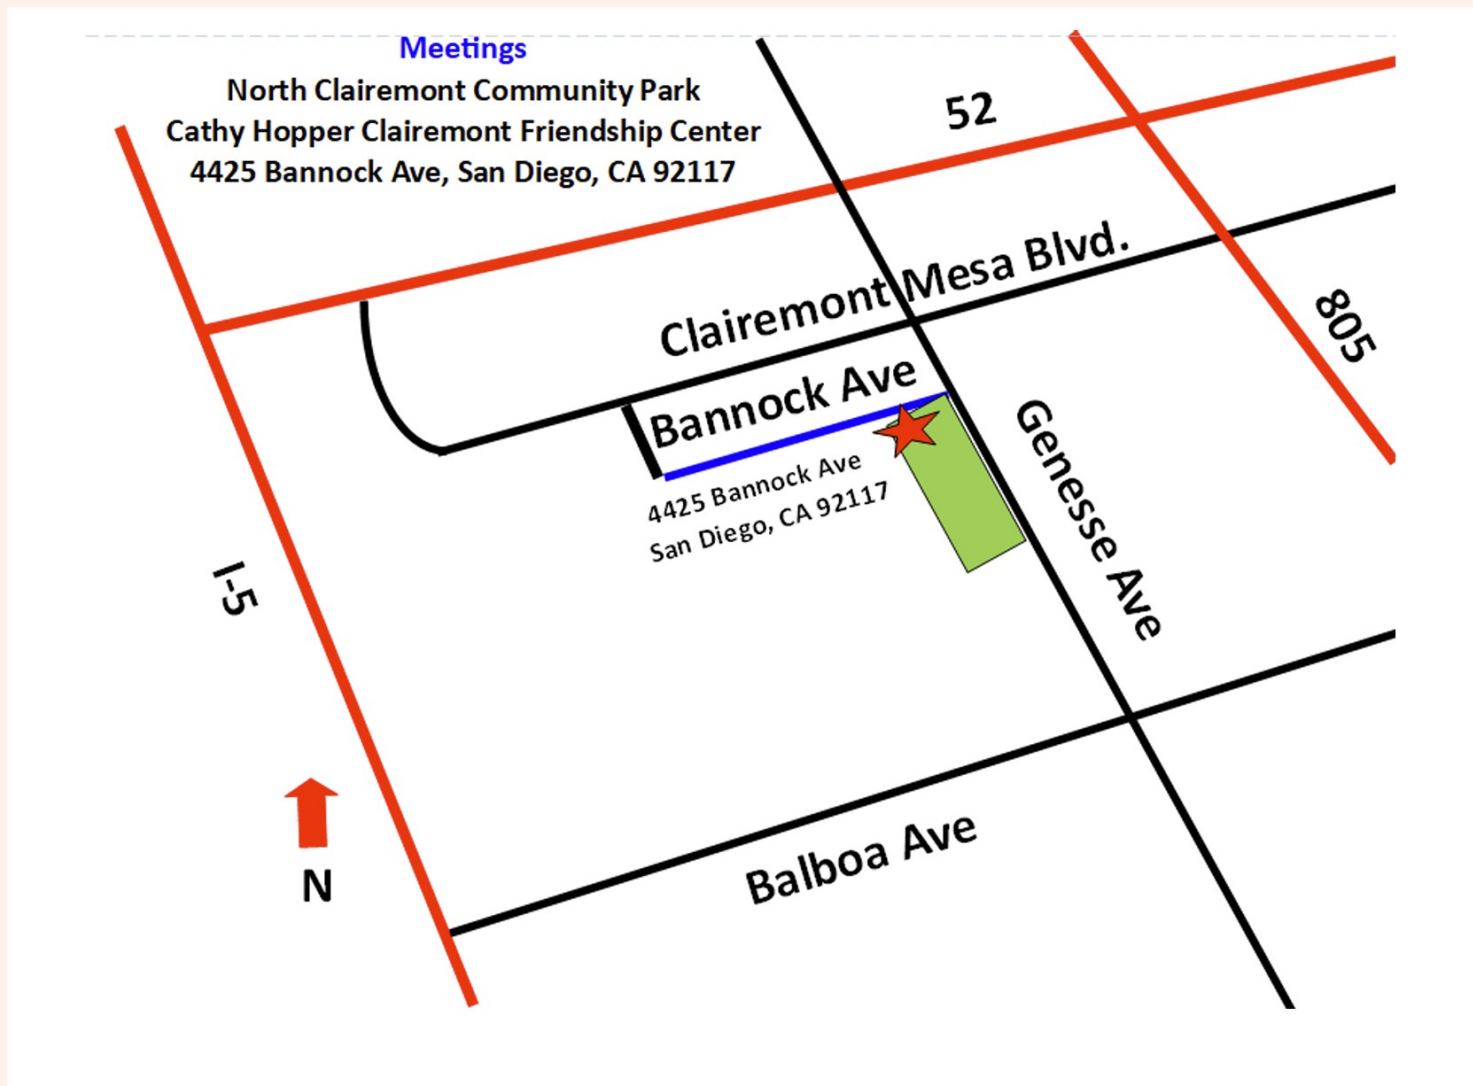 Meetings
North Clairemont Community Park
Cathy Hopper Clairemont Friendship Center
4425 Bannock Ave, San Diego, CA 92117
52
Clairemont Mesa Blvd.
805
Bannock Ave
4425 Bannock Ave
San Diego, CA 92117
Genesse Ave
I-5
Balboa Ave
N